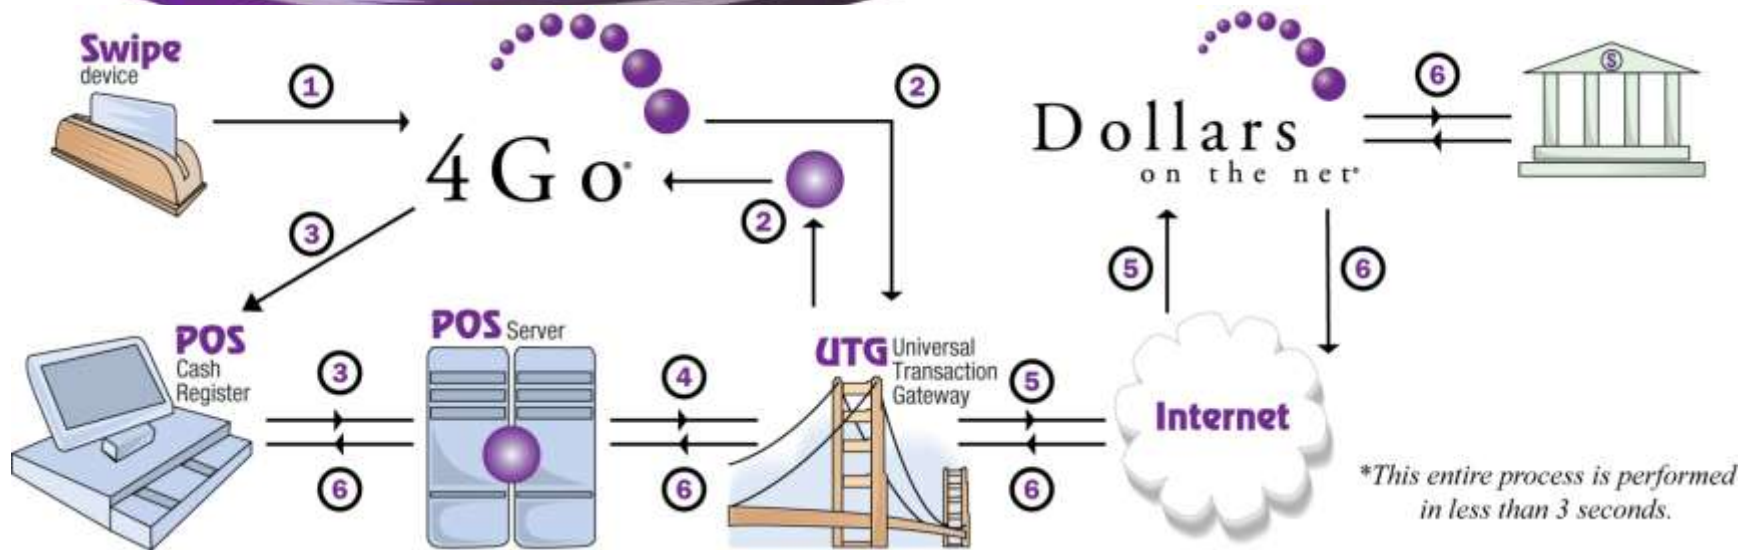 Swipe
device
1
4Go®
2
2
Dollars
on the net®
6
$
3
5
6
POS
Cash
Register
3
6
POS Server
4
6
UTG Universal
Transaction
Gateway
5
6
Internet
*This entire process is performed
in less than 3 seconds.